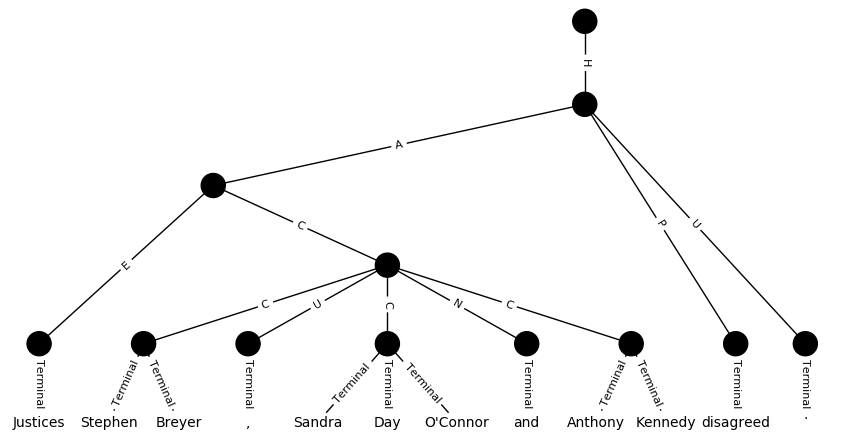 H
A
P
U
E
C
C
U
C
N
C
Terminal
Terminal
Terminal
Terminal
Terminal
Terminal
Terminal
Terminal
Terminal
Terminal
Terminal
Terminal
Justices Stephen Breyer , Sandra Day O'Connor and Anthony Kennedy disagreed .